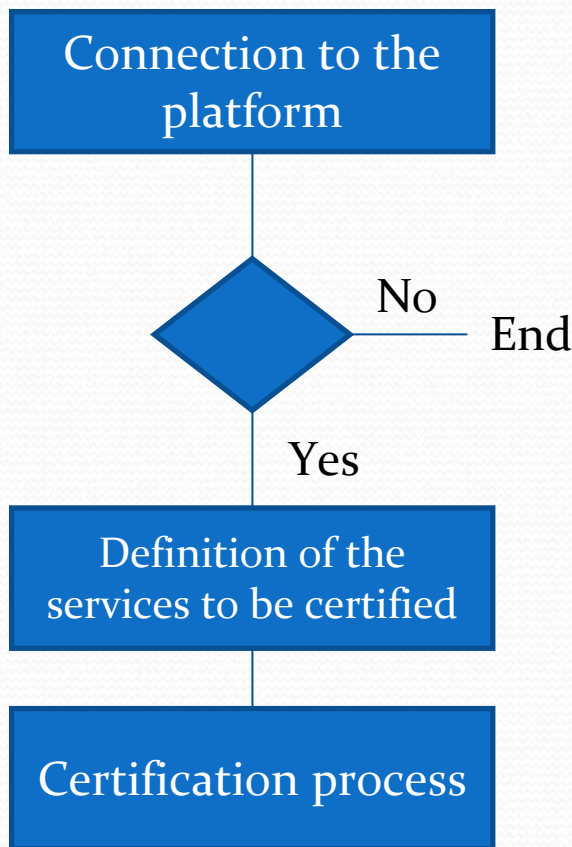 Connection to the
platform
No
End
Yes
Definition of the
services to be certified
Certification process